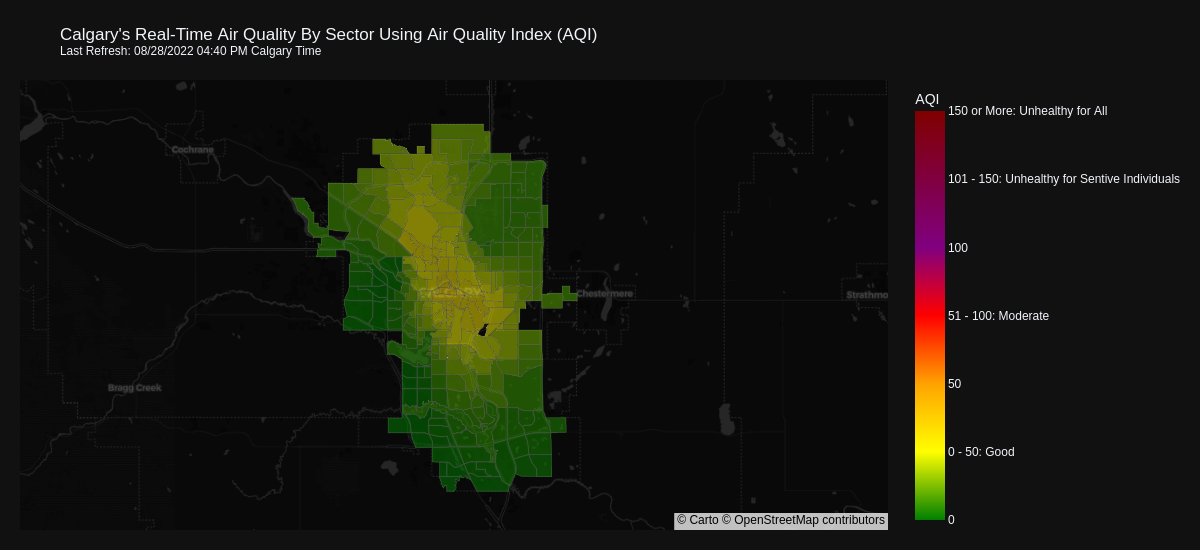 Calgary's Real-Time Air Quality By Sector Using Air Quality Index (AQI)
Last Refresh: 08/28/2022 04:40 PM Calgary Time
AQI
150 or More: Unhealthy for All
Cochrane
101 - 150: Unhealthy for Sentive Individuals
100
Chestermere
Strathmo
51 - 100: Moderate
Bragg Creek
50
0 - 50: Good
© Carto © OpenStreetMap contributors
0